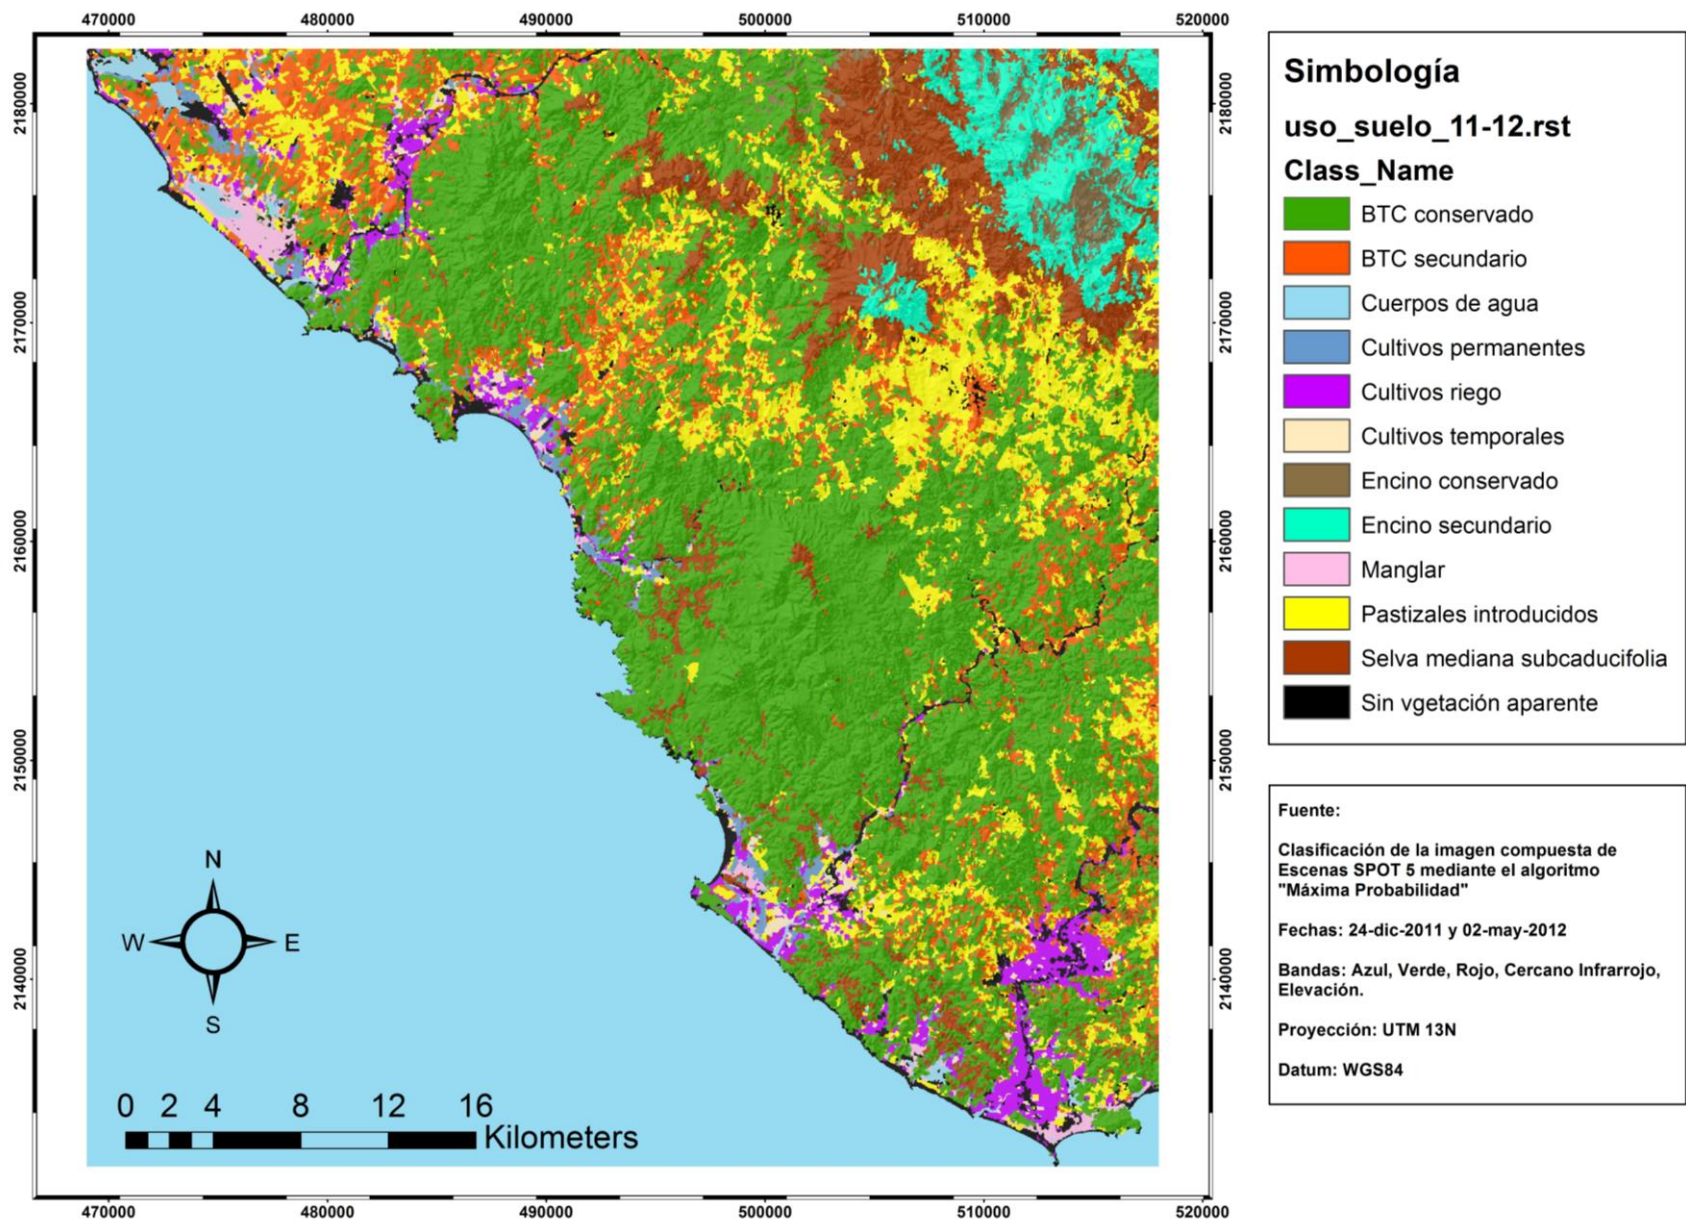 470000 480000 490000 500000 510000 520000
2180000 2180000
2170000 2170000
2160000 2160000
2150000 2150000
2140000 2140000
N
W E
S
0 2 4 8 12 16
Kilometers
470000 480000 490000 500000 510000 520000
Simbología
uso_suelo_11-12.rst
Class_Name
BTC conservado
BTC secundario
Cuerpos de agua
Cultivos permanentes
Cultivos riego
Cultivos temporales
Encino conservado
Encino secundario
Manglar
Pastizales introducidos
Selva mediana subcaducifolia
Sin vgetación aparente
Fuente:
Clasificación de la imagen compuesta de
Escenas SPOT 5 mediante el algoritmo
"Máxima Probabilidad"
Fechas: 24-dic-2011 y 02-may-2012
Bandas: Azul, Verde, Rojo, Cercano Infrarrojo,
Elevación.
Proyección: UTM 13N
Datum: WGS84